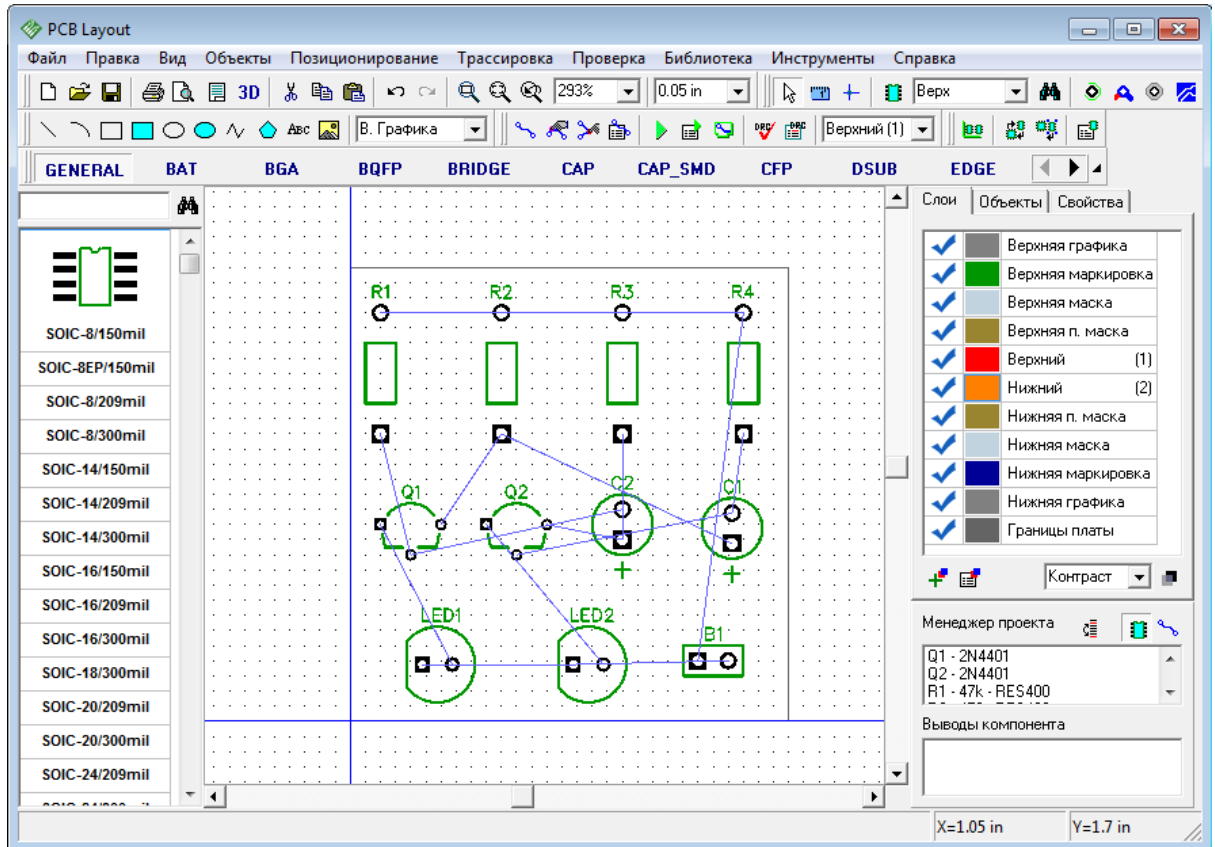 PCB Layout
Файл Правка Вид Объекты Позиционирование Трассировка Проверка Библиотека Инструменты Справка
3D 293% 0.05 in Верх
ABC В. Графика DRC DRC Верхний (1)
GENERAL BAT BGA BQFP BRIDGE CAP CAP_SMD CFP DSUB EDGE
SOIC-8/150mil
SOIC-8EP/150mil
SOIC-8/209mil
SOIC-8/300mil
SOIC-14/150mil
SOIC-14/209mil
SOIC-14/300mil
SOIC-16/150mil
SOIC-16/209mil
SOIC-16/300mil
SOIC-18/300mil
SOIC-20/209mil
SOIC-20/300mil
SOIC-24/209mil
R1 R2 R3 R4
Q1 Q2 C2 C1
+ +
LED1 LED2 B1
Слои Объекты Свойства
Верхняя графика
Верхняя маркировка
Верхняя маска
Верхняя п. маска
Верхний (1)
Нижний (2)
Нижняя п. маска
Нижняя маска
Нижняя маркировка
Нижняя графика
Границы платы
Контраст
Менеджер проекта
Q1 - 2N4401
Q2 - 2N4401
R1 - 47k - RES400
Выводы компонента
X=1.05 in Y=1.7 in